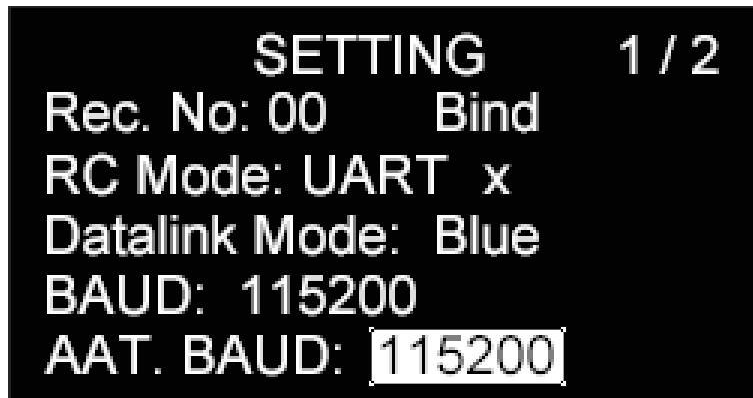 SETTING 1 / 2
Rec. No: 00 Bind
RC Mode: UART x
Datalink Mode: Blue
BAUD: 115200
AAT. BAUD: 115200